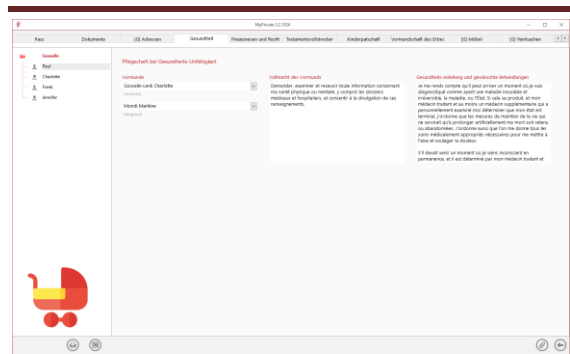 MyPrivate 5.2.1004
Pass
Dokumente
[G] Adressen
Gesundheit
Finanzwesen und Recht
Testamentsvollstrecker
Kinderpatschaft
Vormundschaft des Erbes
[G] Möbel
[G] Wertsachen
Gosselin
Paul
Charlotte
Frank
Jennifer
Pflegschaft bei Gesundheits-Unfähigkeit
Vormunde
Gosselin-Lenk Charlotte
Vormund
Mondi Martine
Vollmacht des Vormunds
Demander, examiner et recevoir toute information concernant
ma santé physique ou mentale, y compris les dossiers
médicaux et hospitaliers, et consentir à la divulgation de ces
renseignements.
Gesundheits-Anleitung und gewünschte Behandlungen
Je me rends compte qu'il peut arriver un moment où je suis
diagnostiqué comme ayant une maladie incurable et
irréversible, la maladie, ou l'État. Si cela se produit, et mon
médecin traitant et au moins un médecin supplémentaire qui a
personnellement examiné moi déterminer que mon état est
terminal, j'ordonne que les mesures de maintien de la vie qui
ne servirait qu'à prolonger artificiellement ma mort soit retenu
ou abandonnées. J'ordonne aussi que l'on me donne tous les
soins médicalement appropriés nécessaires pour me mettre à
l'aise et soulager la douleur.
S'il devait venir un moment où je viens inconscient en
permanence, et il est déterminé par mon médecin traitant et